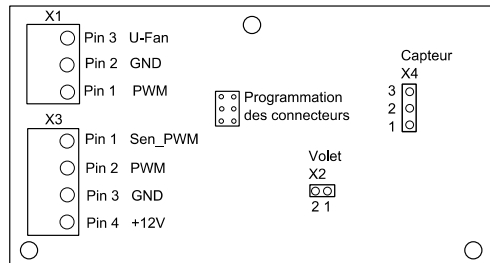 X1
Pin 3 U-Fan
Pin 2 GND
Pin 1 PWM
X3
Pin 1 Sen_PWM
Pin 2 PWM
Pin 3 GND
Pin 4 +12V
Programmation
des connecteurs
Capteur
X4
3
2
1
Volet
X2
2 1